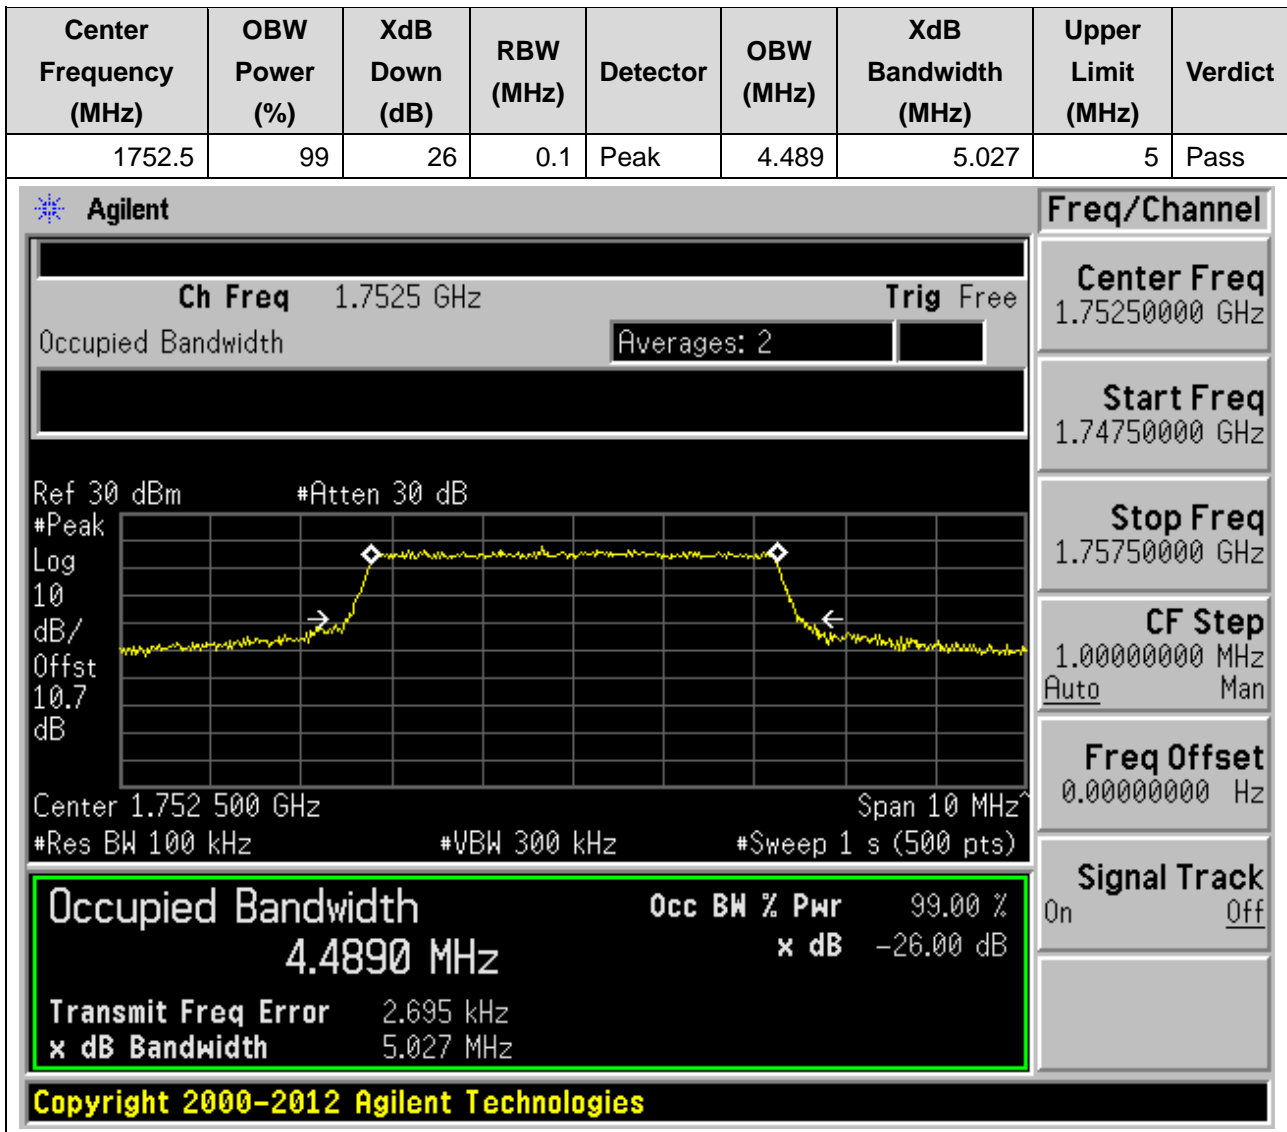 Center Frequency (MHz) OBW Power (%) XdB Down (dB) RBW (MHz) Detector OBW (MHz) XdB Bandwidth (MHz) Upper Limit (MHz) Verdict
1752.5 99 26 0.1 Peak 4.489 5.027 5 Pass
Agilent
Freq/Channel
Ch Freq 1.7525 GHz Trig Free
Occupied Bandwidth Averages: 2
Center Freq
1.75250000 GHz
Start Freq
1.74750000 GHz
Stop Freq
1.75750000 GHz
CF Step
1.00000000 MHz
Auto Man
Freq Offset
0.00000000 Hz
Signal Track
On Off
Ref 30 dBm #Atten 30 dB
#Peak
Log
10
dB/
Offst
10.7
dB
Center 1.752 500 GHz Span 10 MHz^
#Res BW 100 kHz #VBW 300 kHz #Sweep 1 s (500 pts)
Occupied Bandwidth Occ BW % Pwr 99.00 %
4.4890 MHz x dB -26.00 dB
Transmit Freq Error 2.695 kHz
x dB Bandwidth 5.027 MHz
Copyright 2000-2012 Agilent Technologies